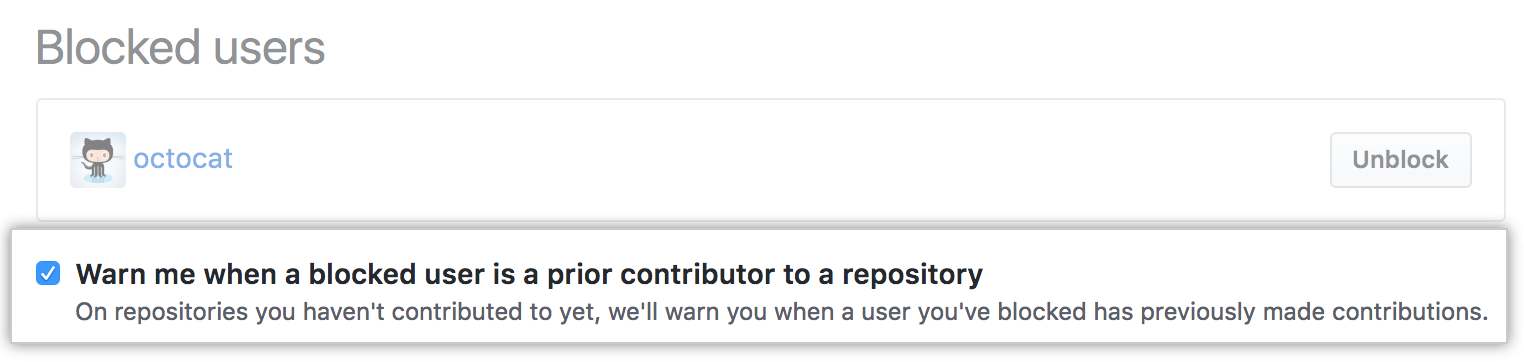 Blocked users
octocat
Unblock
Warn me when a blocked user is a prior contributor to a repository
On repositories you haven't contributed to yet, we'll warn you when a user you've blocked has previously made contributions.